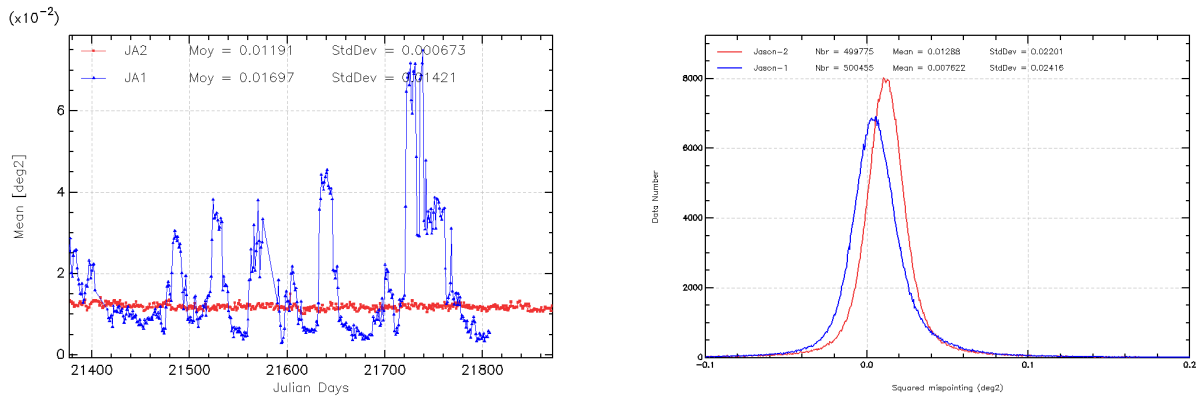 (x10⁻²)
JA2 Moy = 0.01191 StdDev = 0.000673
JA1 Moy = 0.01697 StdDev = 0.01421
6
4
2
0
Mean [deg2]
21400 21500 21600 21700 21800
Julian Days
Jason-2 Nbr = 499775 Mean = 0.01288 StdDev = 0.02201
Jason-1 Nbr = 500455 Mean = 0.007622 StdDev = 0.02416
8000
6000
4000
2000
0
Data Number
-0.1 0.0 0.1 0.2
Squared mispointing (deg2)